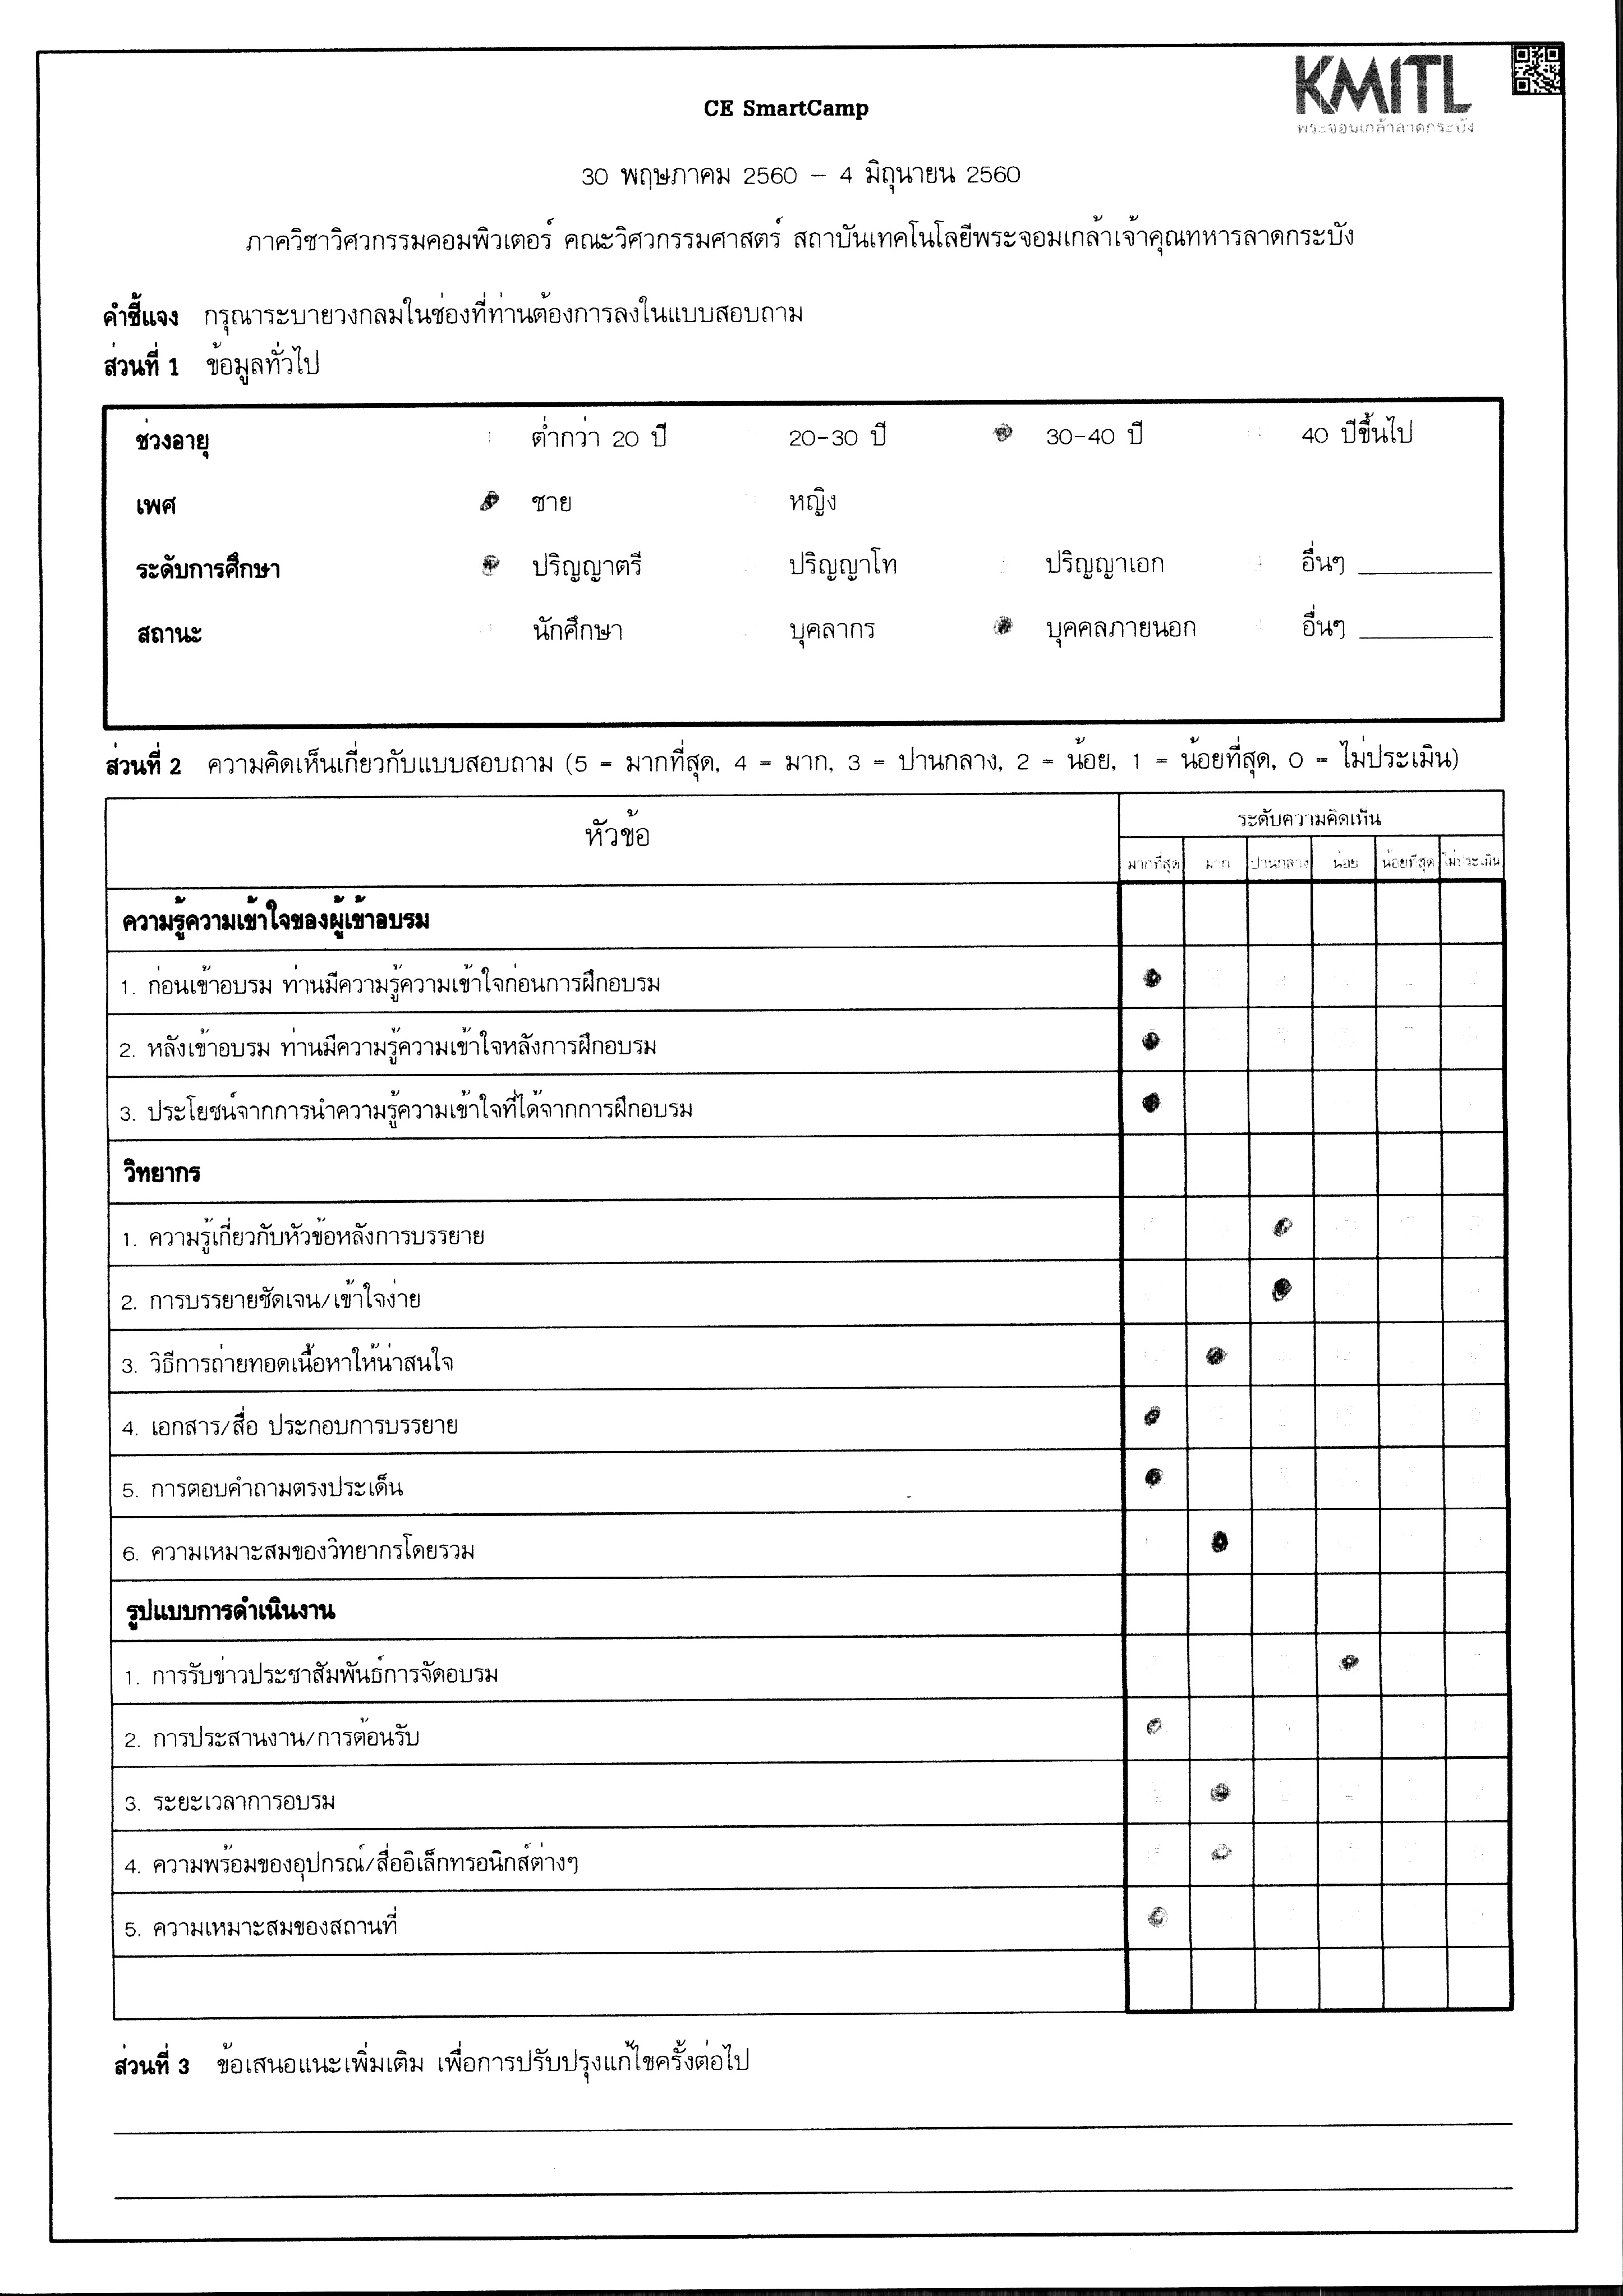 KMITL
พระจอมเกล้าลาดกระบัง
CE SmartCamp
30 พฤษภาคม 2560 - 4 มิถุนายน 2560
ภาควิชาวิศวกรรมคอมพิวเตอร์ คณะวิศวกรรมศาสตร์ สถาบันเทคโนโลยีพระจอมเกล้าเจ้าคุณทหารลาดกระบัง
คำชี้แจง กรุณาระบายวงกลมในช่องที่ท่านต้องการลงในแบบสอบถาม
ส่วนที่ 1 ข้อมูลทั่วไป
ช่วงอายุ ต่ำกว่า 20 ปี 20-30 ปี 30-40 ปี 40 ปีขึ้นไป
เพศ ชาย หญิง
ระดับการศึกษา ปริญญาตรี ปริญญาโท ปริญญาเอก อื่นๆ
สถานะ นักศึกษา บุคลากร บุคคลภายนอก อื่นๆ
ส่วนที่ 2 ความคิดเห็นเกี่ยวกับแบบสอบถาม (5 = มากที่สุด, 4 = มาก, 3 = ปานกลาง, 2 = น้อย, 1 = น้อยที่สุด, 0 = ไม่ประเมิน)
หัวข้อ ระดับความคิดเห็น
มากที่สุด มาก ปานกลาง น้อย น้อยที่สุด ไม่ประเมิน
ความรู้ความเข้าใจของผู้เข้าอบรม
1. ก่อนเข้าอบรม ท่านมีความรู้ความเข้าใจก่อนการฝึกอบรม
2. หลังเข้าอบรม ท่านมีความรู้ความเข้าใจหลังการฝึกอบรม
3. ประโยชน์จากการนำความรู้ความเข้าใจที่ได้จากการฝึกอบรม
วิทยากร
1. ความรู้เกี่ยวกับหัวข้อหลังการบรรยาย
2. การบรรยายชัดเจน/เข้าใจง่าย
3. วิธีการถ่ายทอดเนื้อหาให้น่าสนใจ
4. เอกสาร/สื่อ ประกอบการบรรยาย
5. การตอบคำถามตรงประเด็น
6. ความเหมาะสมของวิทยากรโดยรวม
รูปแบบการดำเนินงาน
1. การรับข่าวประชาสัมพันธ์การจัดอบรม
2. การประสานงาน/การต้อนรับ
3. ระยะเวลาการอบรม
4. ความพร้อมของอุปกรณ์/สื่ออิเล็กทรอนิกส์ต่างๆ
5. ความเหมาะสมของสถานที่
ส่วนที่ 3 ข้อเสนอแนะเพิ่มเติม เพื่อการปรับปรุงแก้ไขครั้งต่อไป